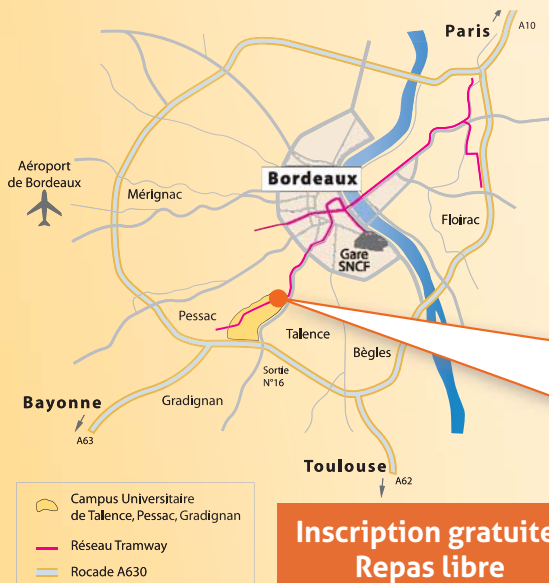 Paris
A10
Aéroport
de Bordeaux
Mérignac
Bordeaux
Floirac
Gare
SNCF
Pessac
Talence
Bègles
Sortie
N°16
Bayonne
A63
Gradignan
Toulouse
A62
Campus Universitaire
de Talence, Pessac, Gradignan
Réseau Tramway
Rocade A630
Inscription gratuite
Repas libre